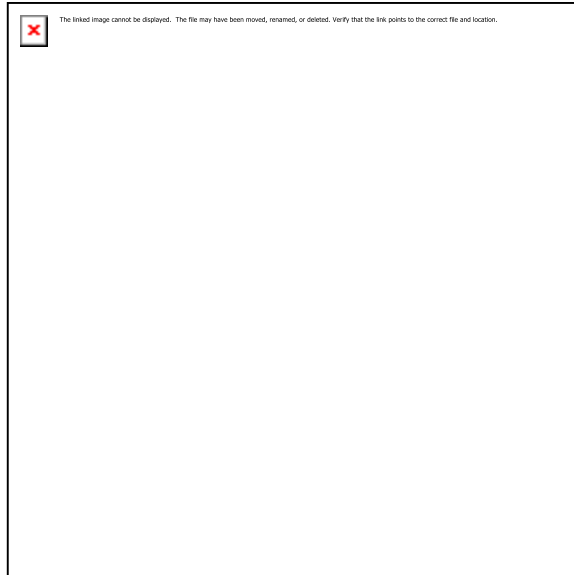 The linked image cannot be displayed.  The file may have been moved, renamed, or deleted. Verify that the link points to the correct file and location.